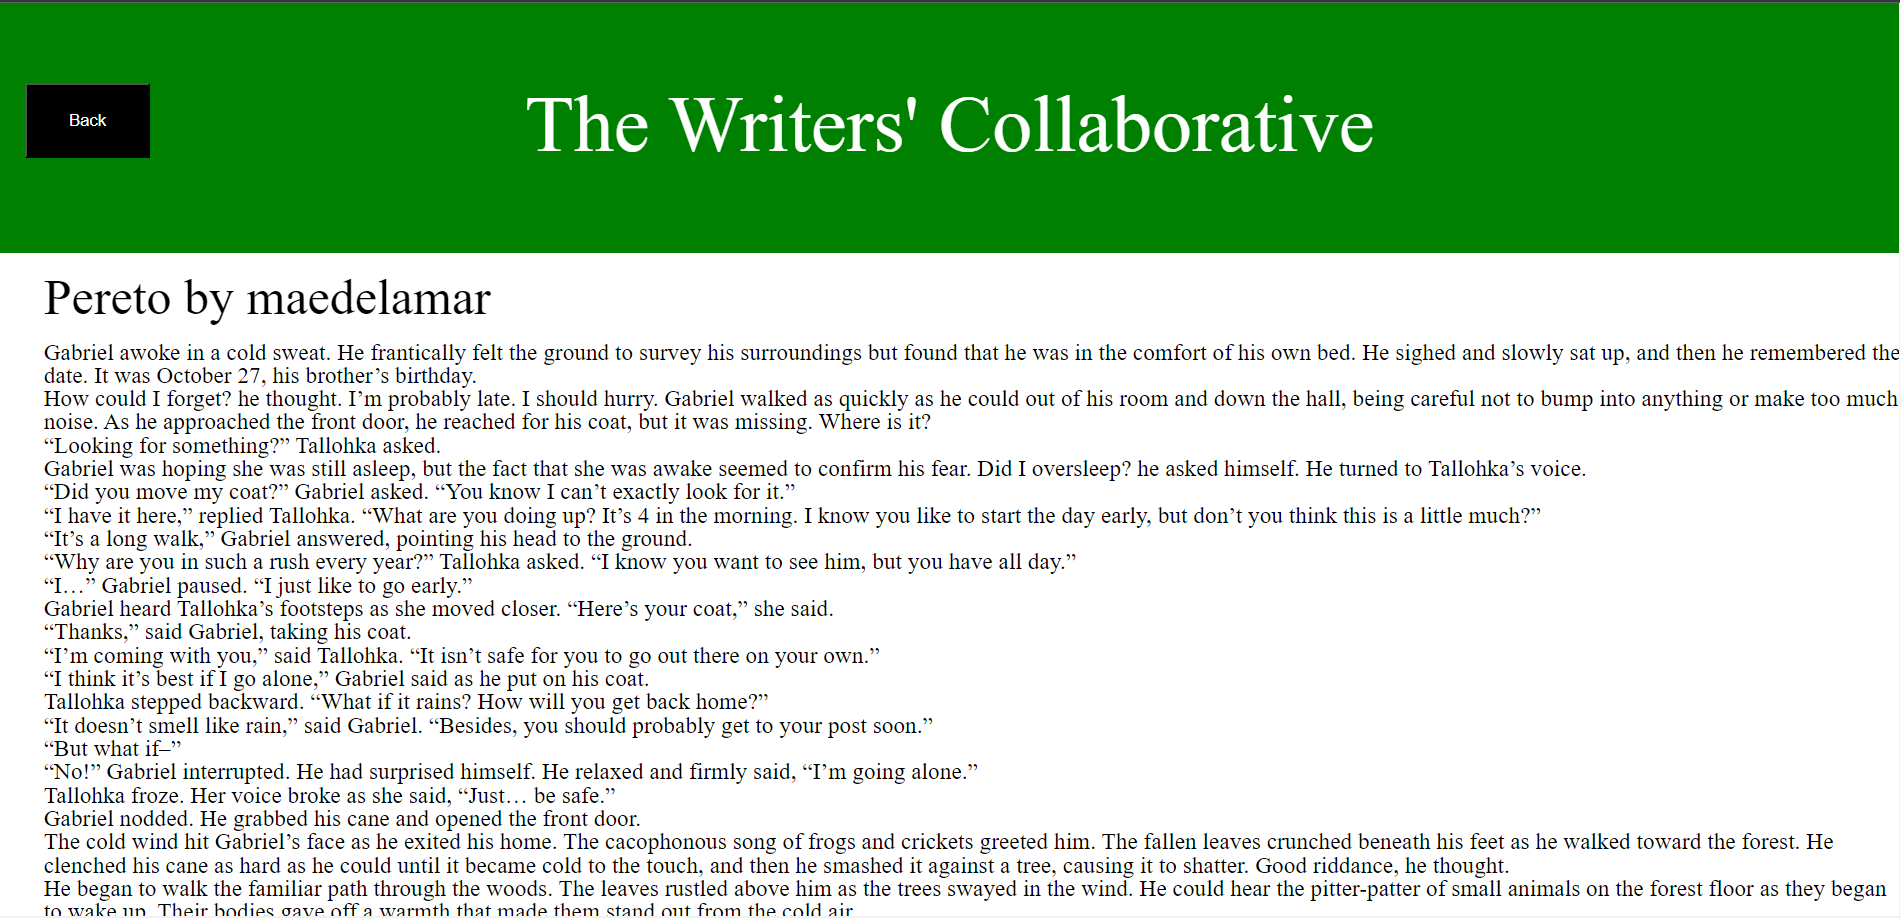 Back
The Writers' Collaborative
Pereto by maedelamar
Gabriel awoke in a cold sweat. He frantically felt the ground to survey his surroundings but found that he was in the comfort of his own bed. He sighed and slowly sat up, and then he remembered the
date. It was October 27, his brother’s birthday.
How could I forget? he thought. I’m probably late. I should hurry. Gabriel walked as quickly as he could out of his room and down the hall, being careful not to bump into anything or make too much
noise. As he approached the front door, he reached for his coat, but it was missing. Where is it?
“Looking for something?” Tallohka asked.
Gabriel was hoping she was still asleep, but the fact that she was awake seemed to confirm his fear. Did I oversleep? he asked himself. He turned to Tallohka’s voice.
“Did you move my coat?” Gabriel asked. “You know I can’t exactly look for it.”
“I have it here,” replied Tallohka. “What are you doing up? It’s 4 in the morning. I know you like to start the day early, but don’t you think this is a little much?”
“It’s a long walk,” Gabriel answered, pointing his head to the ground.
“Why are you in such a rush every year?” Tallohka asked. “I know you want to see him, but you have all day.”
“I…” Gabriel paused. “I just like to go early.”
Gabriel heard Tallohka’s footsteps as she moved closer. “Here’s your coat,” she said.
“Thanks,” said Gabriel, taking his coat.
“I’m coming with you,” said Tallohka. “It isn’t safe for you to go out there on your own.”
“I think it’s best if I go alone,” Gabriel said as he put on his coat.
Tallohka stepped backward. “What if it rains? How will you get back home?”
“It doesn’t smell like rain,” said Gabriel. “Besides, you should probably get to your post soon.”
“But what if–”
“No!” Gabriel interrupted. He had surprised himself. He relaxed and firmly said, “I’m going alone.”
Tallohka froze. Her voice broke as she said, “Just… be safe.”
Gabriel nodded. He grabbed his cane and opened the front door.
The cold wind hit Gabriel’s face as he exited his home. The cacophonous song of frogs and crickets greeted him. The fallen leaves crunched beneath his feet as he walked toward the forest. He
clenched his cane as hard as he could until it became cold to the touch, and then he smashed it against a tree, causing it to shatter. Good riddance, he thought.
He began to walk the familiar path through the woods. The leaves rustled above him as the trees swayed in the wind. He could hear the pitter-patter of small animals on the forest floor as they began
to wake up. Their bodies gave off a warmth that made them stand out from the cold air.